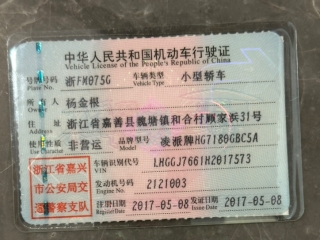 中华人民共和国机动车行驶证
Vehicle License of the People's Republic of China
号牌号码 浙FM075G 车辆类型 小型轿车
Plate No. Vehicle Type
所有人 杨金根
Owner
住址 浙江省嘉善县魏塘镇和合村顾家浜31号
Address
使用性质 非营运 品牌型号 凌派牌HG7180GBC5A
Use Character Model
浙江省嘉兴市公安局交通警察支队
车辆识别代号 LHGGJ7661H2017573
VIN
发动机号码 2121003
Engine No.
注册日期 2017-05-08 发证日期 2017-05-08
Register Date Issue Date